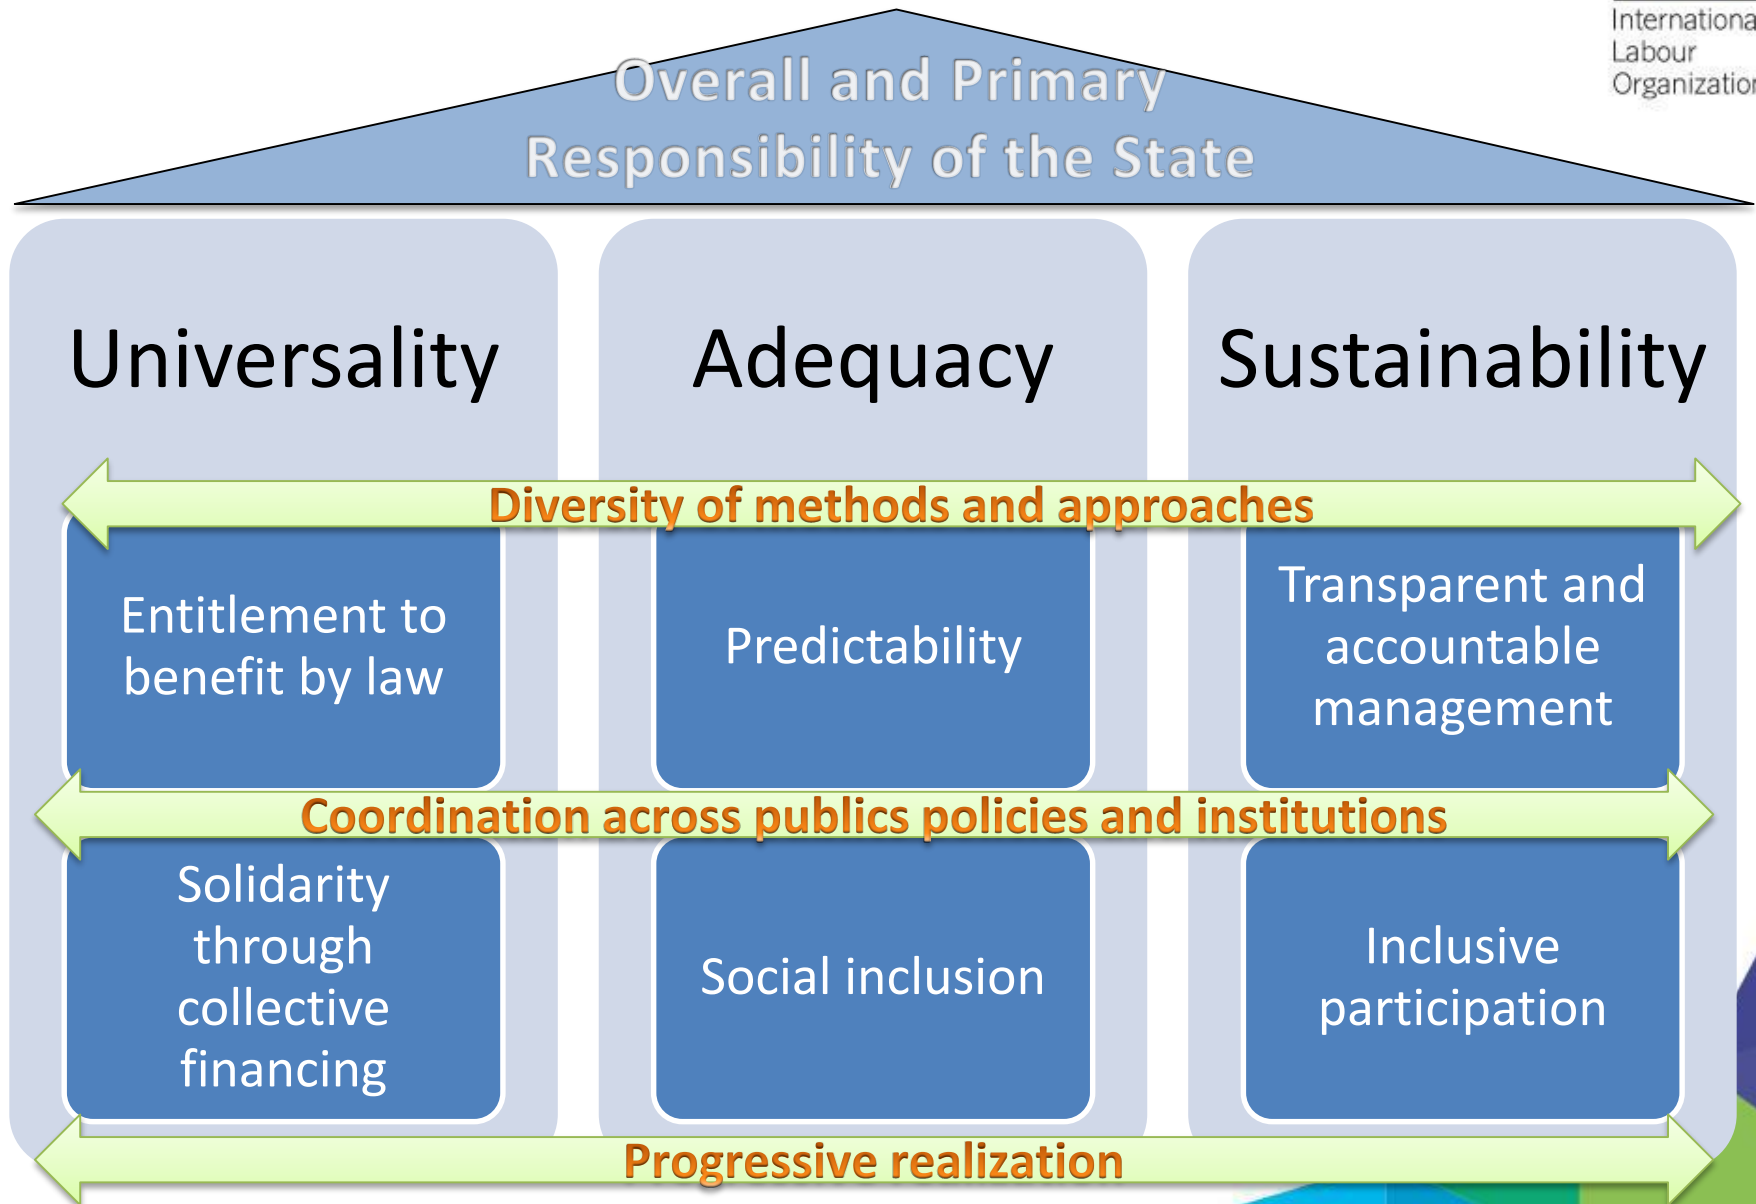 Internationa
Labour
Organization
Overall and Primary
Responsibility of the State
Universality
Adequacy
Sustainability
Diversity of methods and approaches
Entitlement to
benefit by law
Predictability
Transparent and
accountable
management
Coordination across publics policies and institutions
Solidarity
through
collective
financing
Social inclusion
Inclusive
participation
Progressive realization